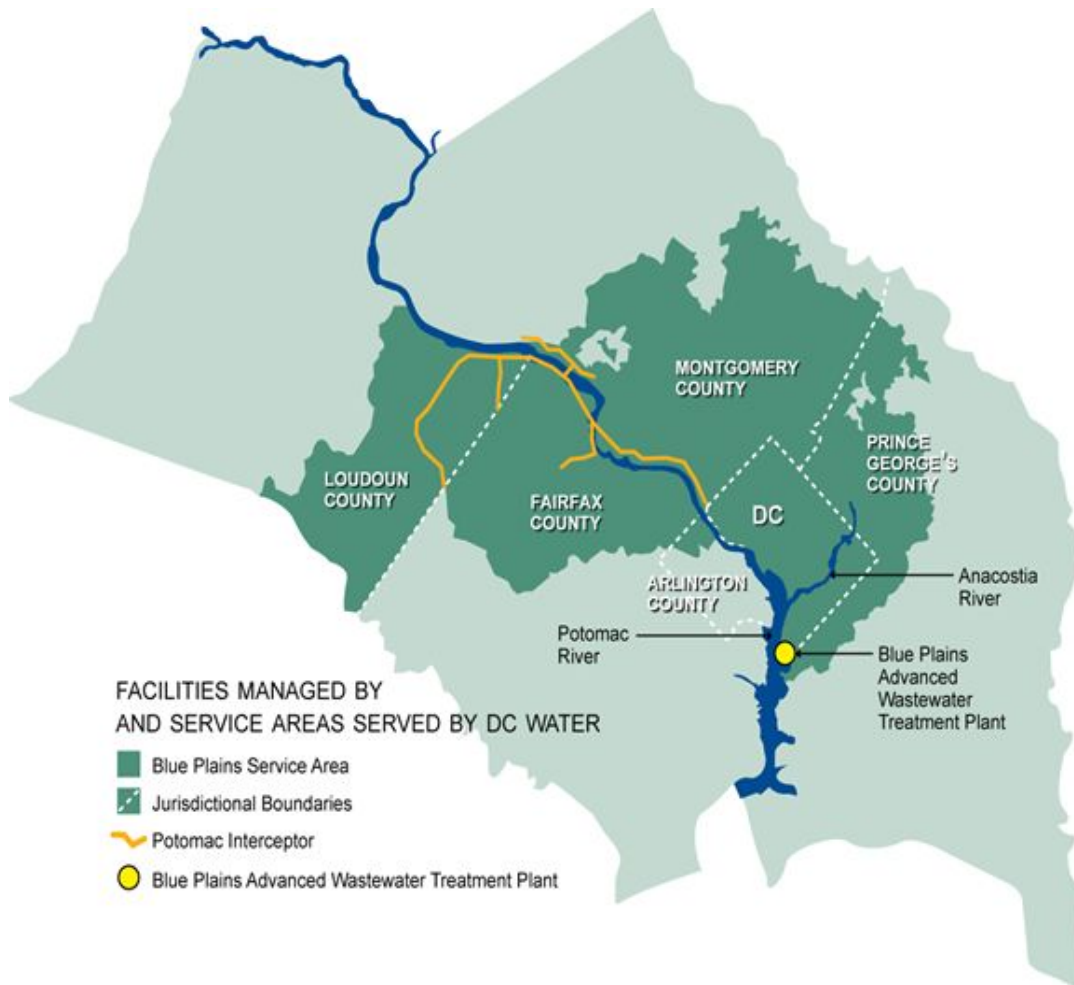 MONTGOMERY
COUNTY
PRINCE
GEORGE'S
COUNTY
LOUDOUN
COUNTY
FAIRFAX
COUNTY
DC
ARLINGTON
COUNTY
Anacostia
River
Potomac
River
Blue Plains
Advanced
Wastewater
Treatment Plant
FACILITIES MANAGED BY
AND SERVICE AREAS SERVED BY DC WATER
Blue Plains Service Area
Jurisdictional Boundaries
Potomac Interceptor
Blue Plains Advanced Wastewater Treatment Plant